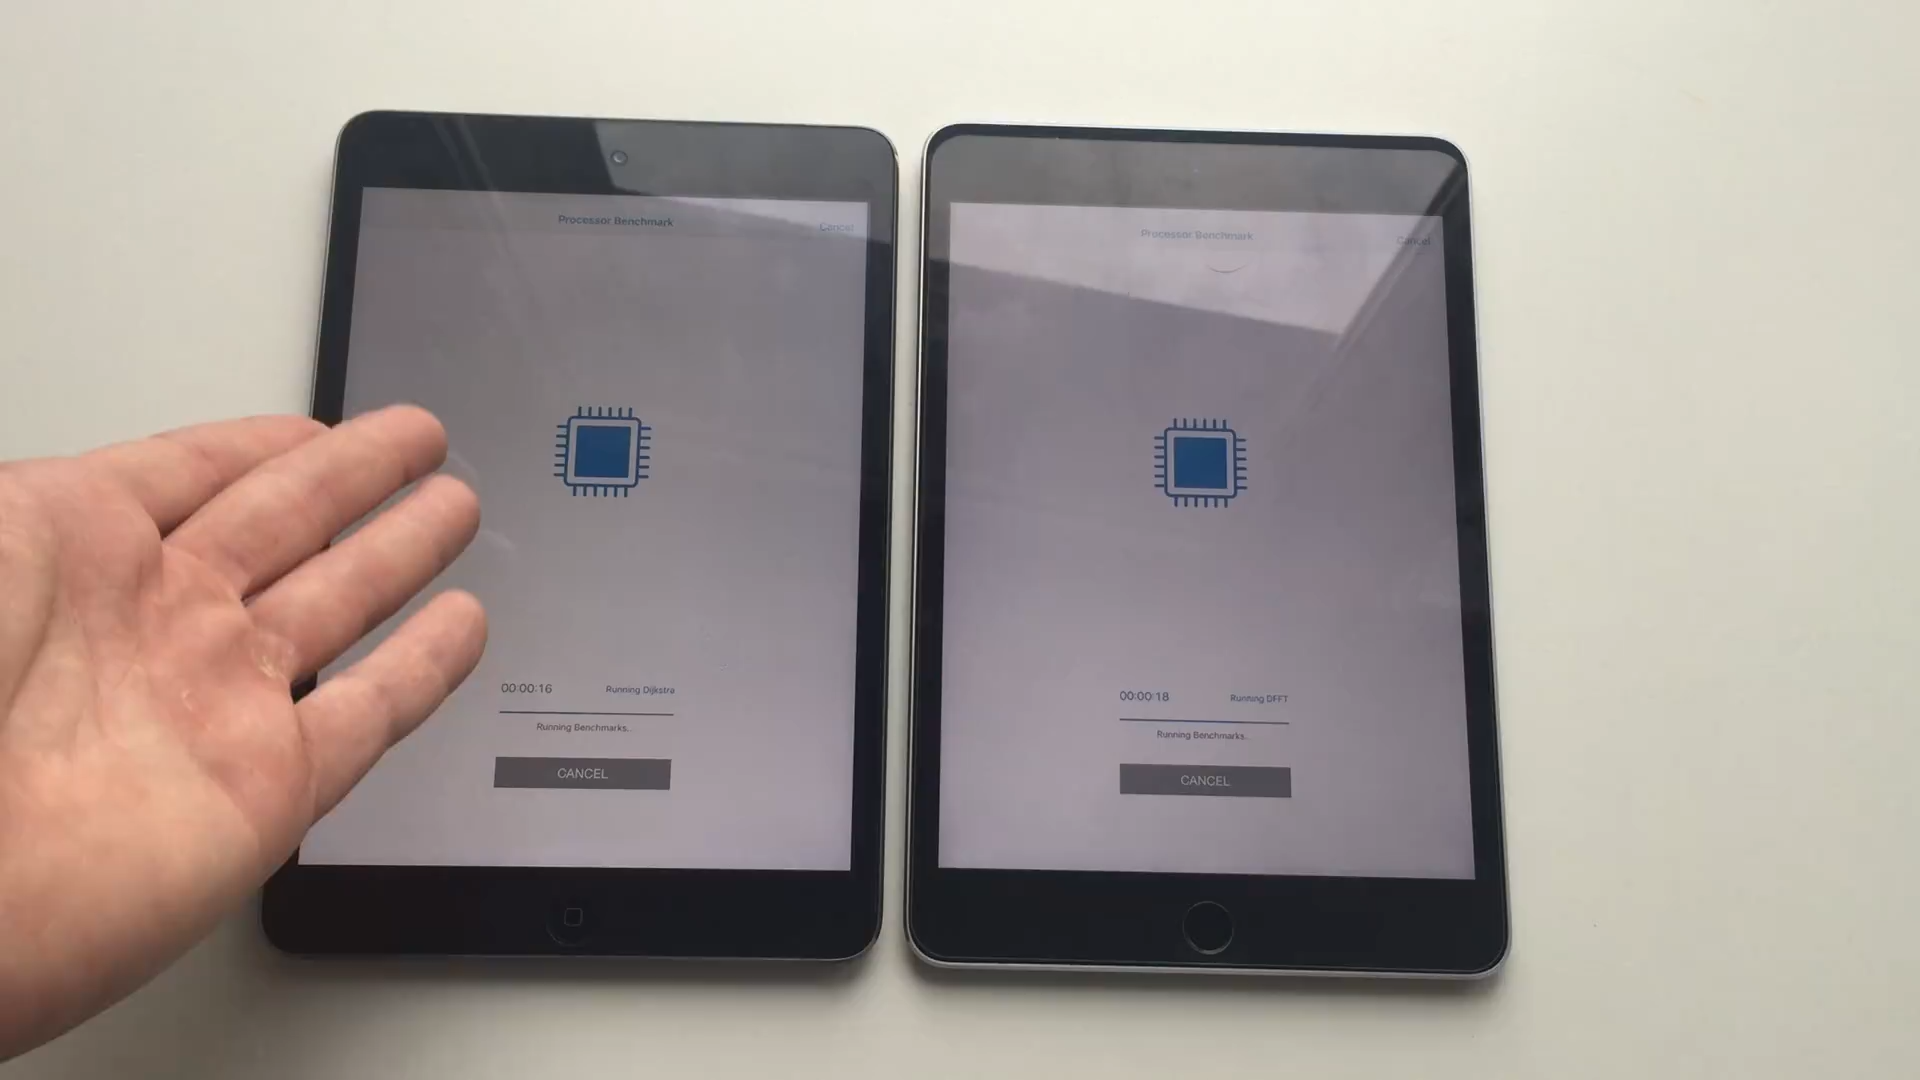 Processor Benchmark
Cancel
00:00:16 Running Dijkstra
Running Benchmarks...
CANCEL
Processor Benchmark
Cancel
00:00:18 Running DFFT
Running Benchmarks...
CANCEL